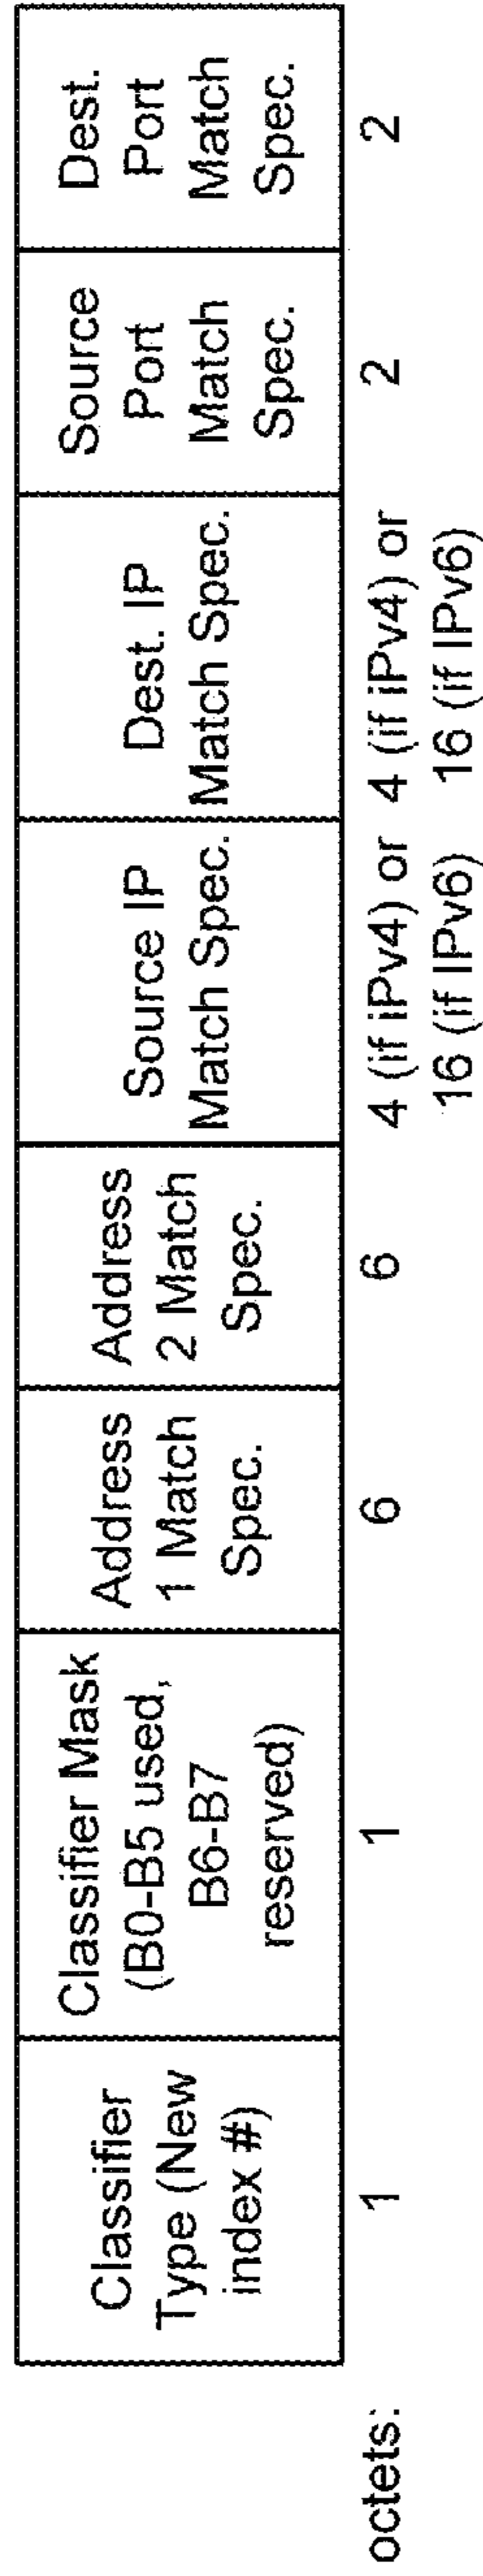 Classifier
Type (New
index #)
Classifier Mask
(B0-B5 used,
B6-B7
reserved)
Address
1 Match
Spec.
Address
2 Match
Spec.
Source IP
Match Spec.
Dest. IP
Match Spec.
Source
Port
Match
Spec.
Dest.
Port
Match
Spec.
octets:
1
1
6
6
4 (if iPv4) or
16 (if IPv6)
4 (if iPv4) or
16 (if IPv6)
2
2